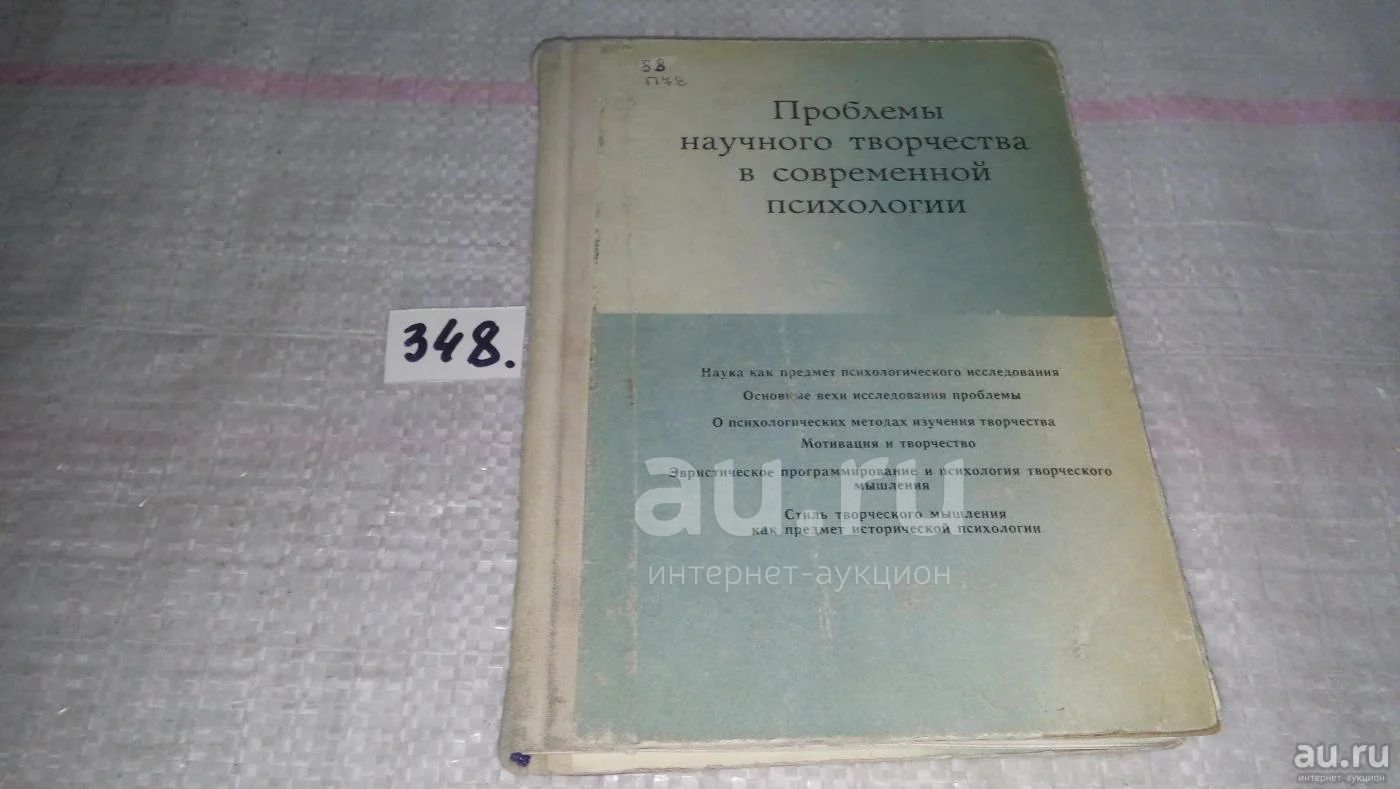 58
П78
Проблемы
научного творчества
в современной
психологии
348.
Наука как предмет психологического исследования
Основные вехи исследования проблемы
О психологических методах изучения творчества
Мотивация и творчество
Эвристическое программирование и психология творческого
мышления
Стиль творческого мышления
как предмет исторической психологии
au.ru
интернет-аукцион
au.ru
интернет-аукцион